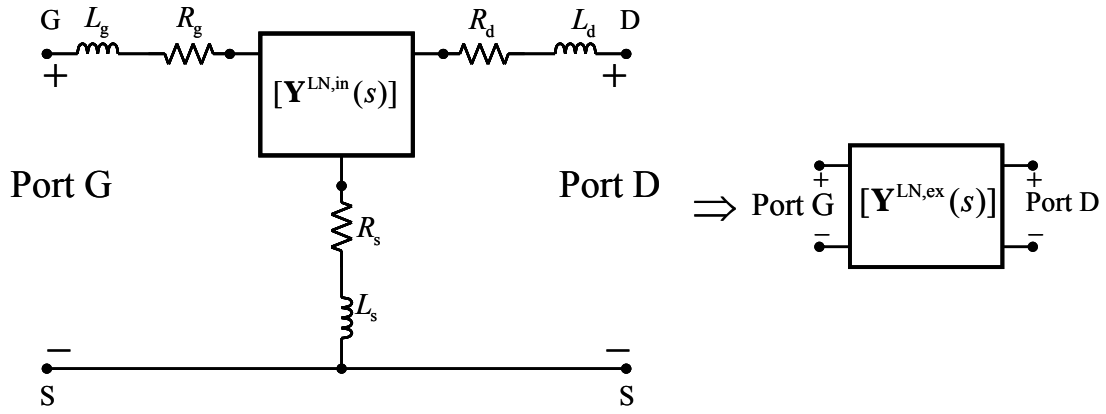 G L_g R_g R_d L_d D
+ +
[Y^{LN,in}(s)]
Port G Port D
R_s
L_s
− −
S S
⇒
Port G + − [Y^{LN,ex}(s)] + − Port D